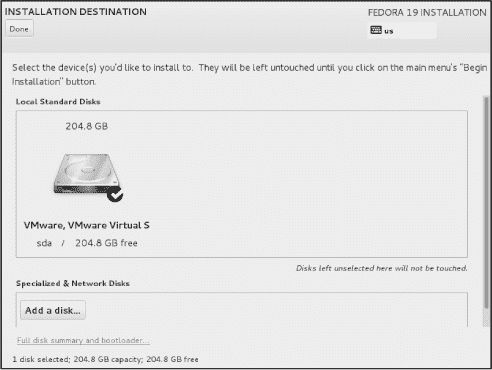 INSTALLATION DESTINATION
FEDORA 19 INSTALLATION
Done
us
Select the device(s) you'd like to install to. They will be left untouched until you click on the main menu's "Begin
Installation" button.
Local Standard Disks
204.8 GB
VMware, VMware Virtual S
sda / 204.8 GB free
Disks left unselected here will not be touched.
Specialized & Network Disks
Add a disk...
Full disk summary and bootloader...
1 disk selected; 204.8 GB capacity; 204.8 GB free